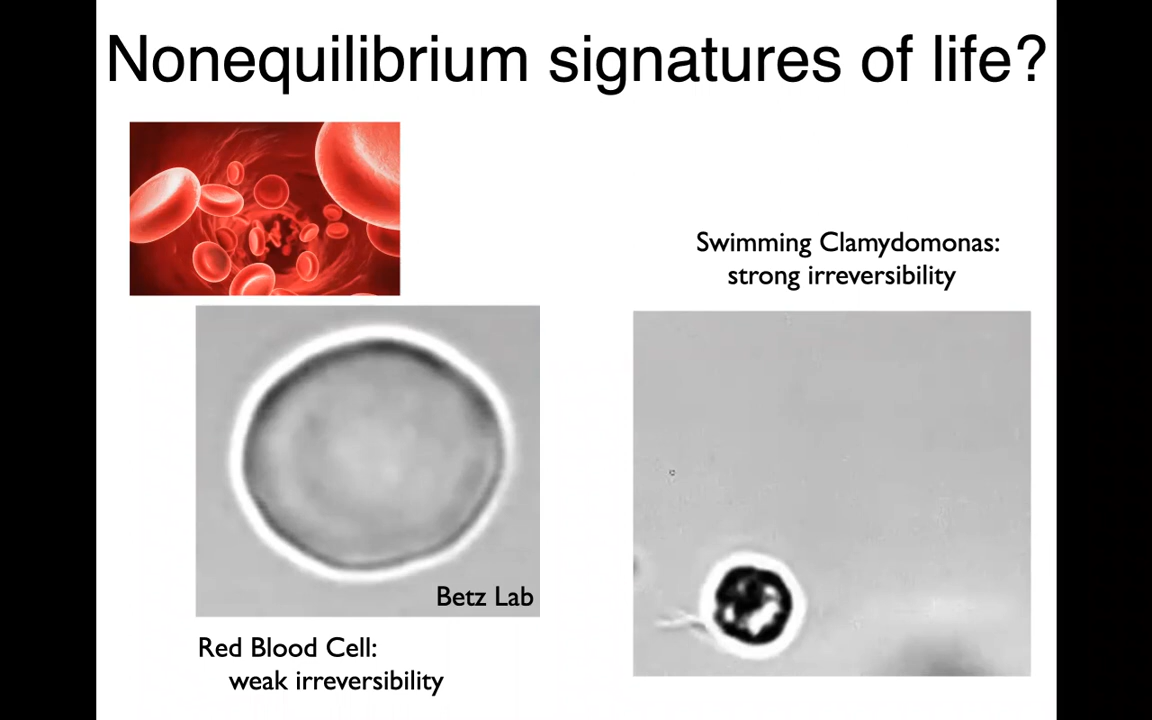 Nonequilibrium signatures of life?
Swimming Clamydomonas:
strong irreversibility
Betz Lab
Red Blood Cell:
weak irreversibility